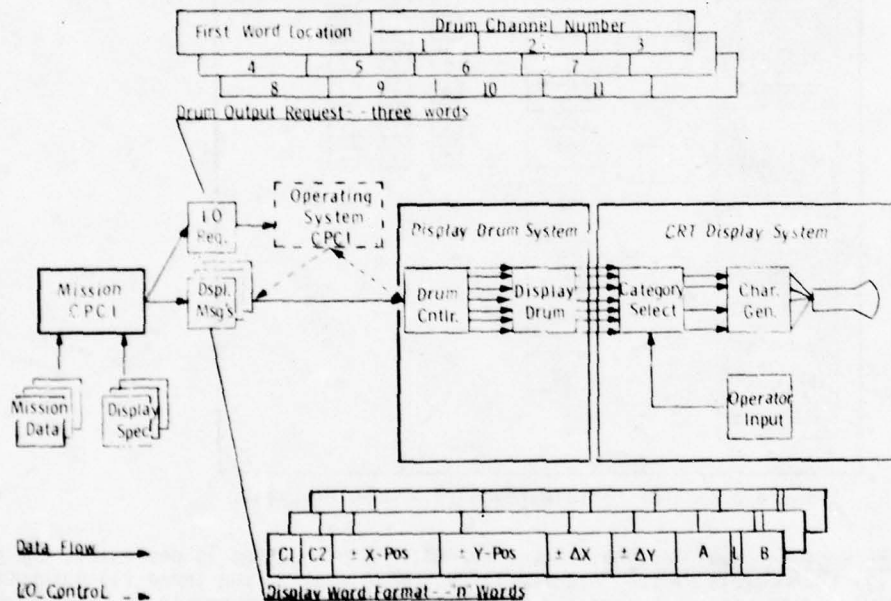 First Word Location
Drum Channel Number
1 2 3
4 5 6 7
8 9 10 11
Drum Output Request -- three words
I/O
Req.
Operating
System
CPCI
Display Drum System
CRT Display System
Mission
CPCI
Dspl.
Msg's
Drum
Cntlr.
Display
Drum
Category
Select
Char.
Gen.
Mission
Data
Display
Spec
Operator
Input
C1 C2 ± X-Pos ± Y-Pos ± ΔX ± ΔY A L B
Data Flow
I/O Control
Display Word Format -- "n" Words